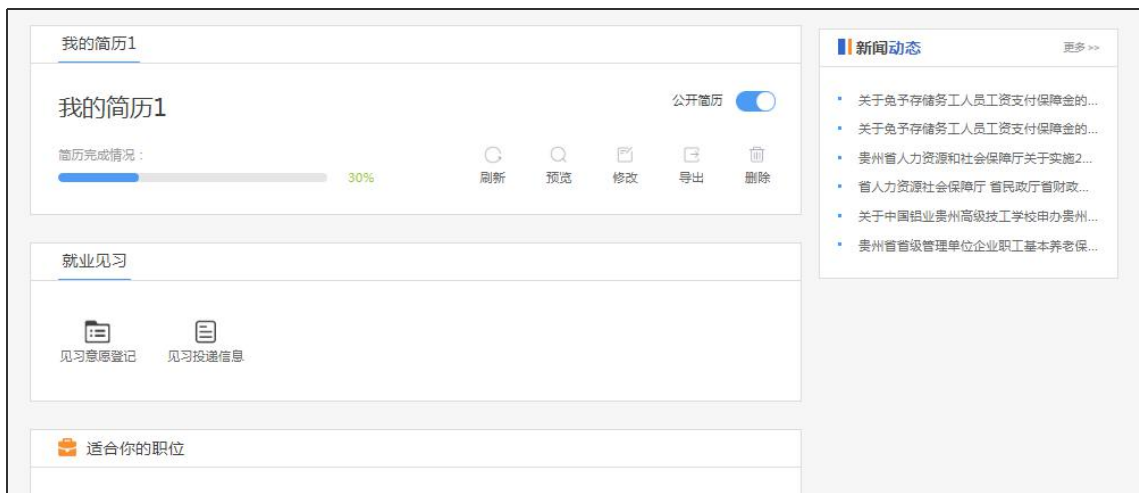 我的简历1
我的简历1
公开简历
简历完成情况：
30%
刷新
预览
修改
导出
删除
就业见习
见习意愿登记
见习投递信息
适合你的职位
新闻动态
更多>>
关于免予存储务工人员工资支付保障金的...
关于免予存储务工人员工资支付保障金的...
贵州省人力资源和社会保障厅关于实施2...
省人力资源社会保障厅 省民政厅省财政...
关于中国铝业贵州高级技工学校申办贵州...
贵州省省级管理单位企业职工基本养老保...